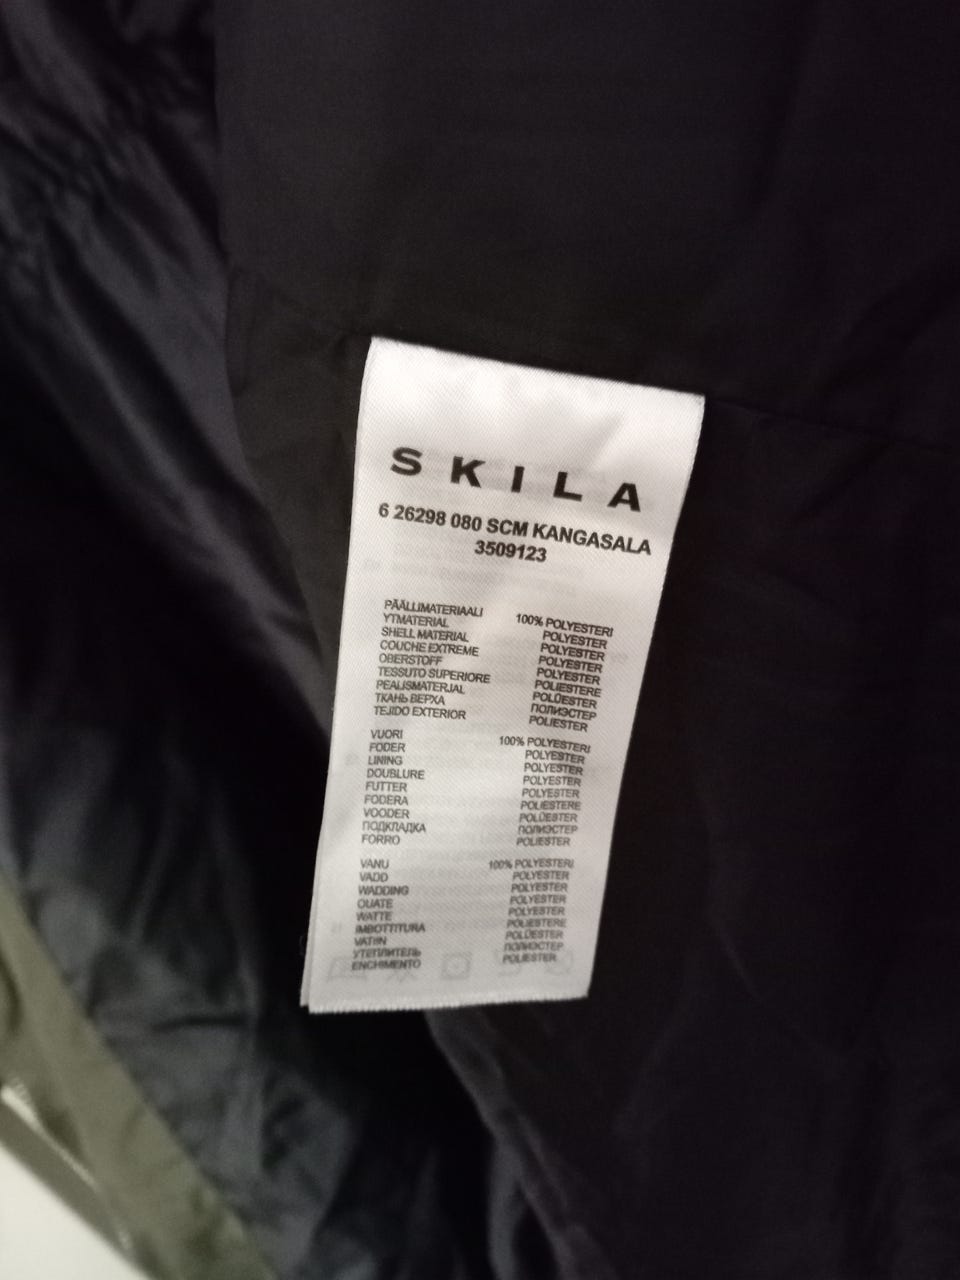 SKILA
6 26298 080 SCM KANGASALA
3509123
PÄÄLLIMATERIAALI 100% POLYESTERI
YTMATERIAL POLYESTER
SHELL MATERIAL POLYESTER
COUCHE EXTREME POLYESTER
OBERSTOFF POLYESTER
TESSUTO SUPERIORE POLIESTERE
PEALISMATERJAL POLÜESTER
ТКАНЬ ВЕРХА ПОЛИЭСТЕР
TEJIDO EXTERIOR POLIESTER
VUORI 100% POLYESTERI
FODER POLYESTER
LINING POLYESTER
DOUBLURE POLYESTER
FUTTER POLYESTER
FODERA POLIESTERE
VOODER POLÜESTER
ПОДКЛАДКА ПОЛИЭСТЕР
FORRO POLIESTER
VANU 100% POLYESTERI
VADD POLYESTER
WADDING POLYESTER
OUATE POLYESTER
WATTE POLYESTER
IMBOTTITURA POLIESTERE
VATIIN POLÜESTER
УТЕПЛИТЕЛЬ ПОЛИЭСТЕР
ENCHIMENTO POLIESTER